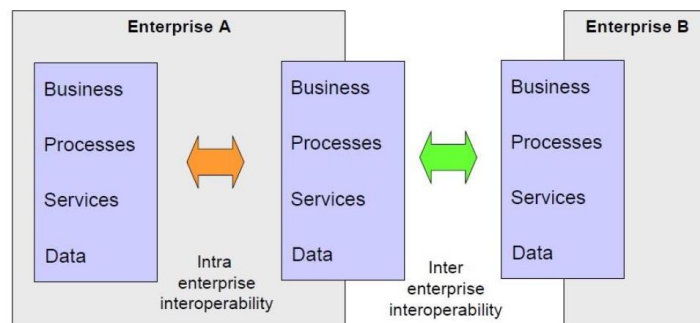 Enterprise A
Enterprise B
Business
Processes
Services
Data
Intra
enterprise
interoperability
Business
Processes
Services
Data
Inter
enterprise
interoperability
Business
Processes
Services
Data